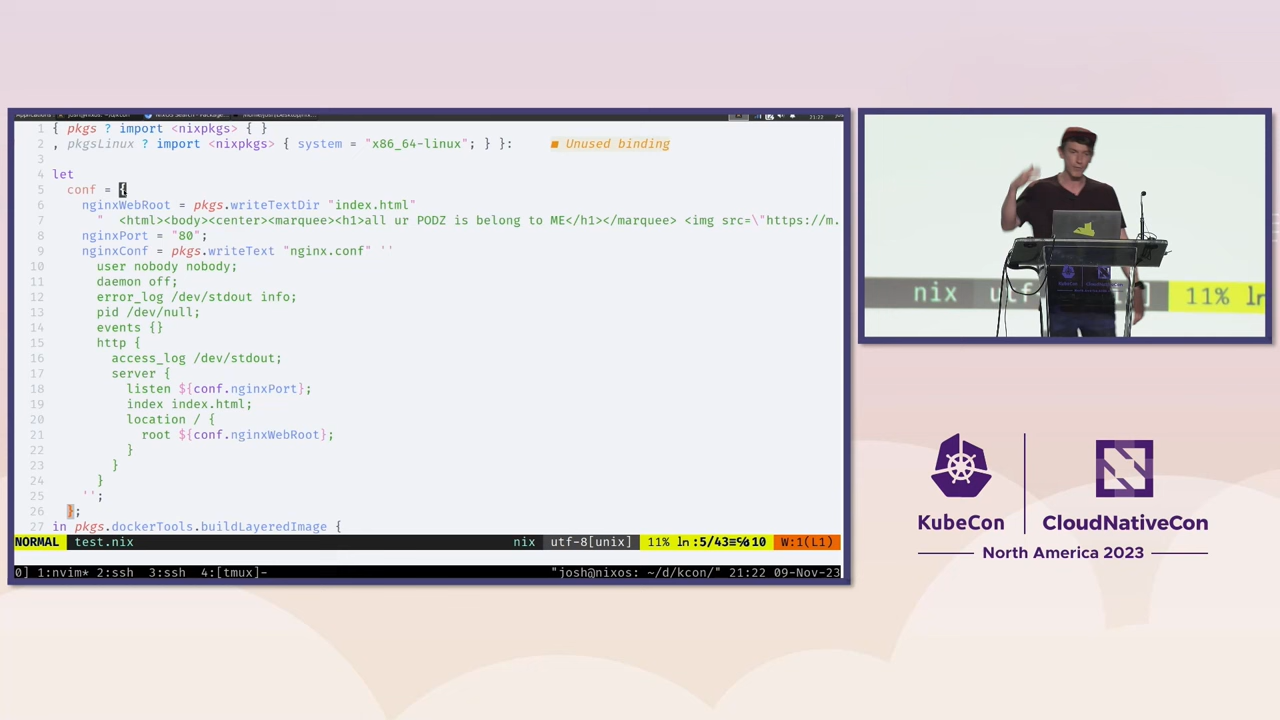 1 { pkgs ? import <nixpkgs> { }
2 , pkgsLinux ? import <nixpkgs> { system = "x86_64-linux"; } }: ■ Unused binding
3
4 let
5 conf = {
6 nginxWebRoot = pkgs.writeTextDir "index.html"
7 " <html><body><center><marquee><h1>all ur PODZ is belong to ME</h1></marquee> <img src=\"https://m.
8 nginxPort = "80";
9 nginxConf = pkgs.writeText "nginx.conf" ''
10 user nobody nobody;
11 daemon off;
12 error_log /dev/stdout info;
13 pid /dev/null;
14 events {}
15 http {
16 access_log /dev/stdout;
17 server {
18 listen ${conf.nginxPort};
19 index index.html;
20 location / {
21 root ${conf.nginxWebRoot};
22 }
23 }
24 }
25 '';
26 };
27 in pkgs.dockerTools.buildLayeredImage {
NORMAL test.nix nix utf-8[unix] 11% ln:5/43≡℅10 W:1(L1)
0] 1:nvim* 2:ssh 3:ssh 4:[tmux]- "josh@nixos: ~/d/kcon/" 21:22 09-Nov-23
nix utf ] 11% ln
KubeCon CloudNativeCon
KubeCon CloudNativeCon
North America 2023